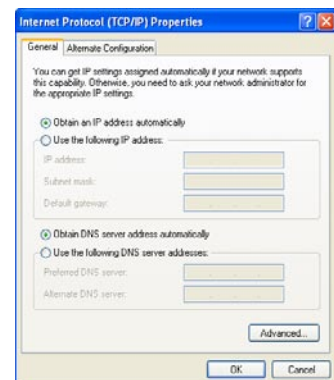 Internet Protocol (TCP/IP) Properties
General
Alternate Configuration
You can get IP settings assigned automatically if your network supports
this capability. Otherwise, you need to ask your network administrator for
the appropriate IP settings.
Obtain an IP address automatically
Use the following IP address:
IP address:
Subnet mask:
Default gateway:
Obtain DNS server address automatically
Use the following DNS server addresses:
Preferred DNS server:
Alternate DNS server:
Advanced...
OK
Cancel